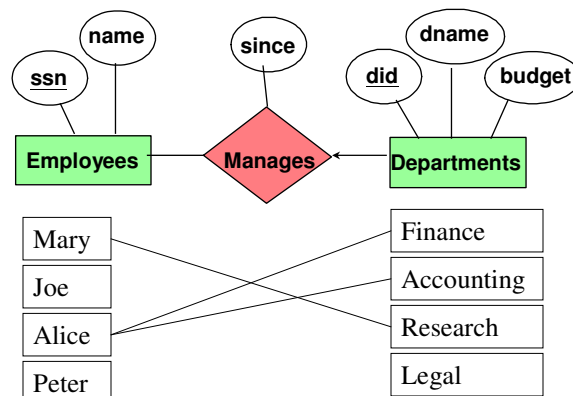 name
ssn
since
dname
did
budget
Employees
Manages
Departments
Mary
Joe
Alice
Peter
Finance
Accounting
Research
Legal